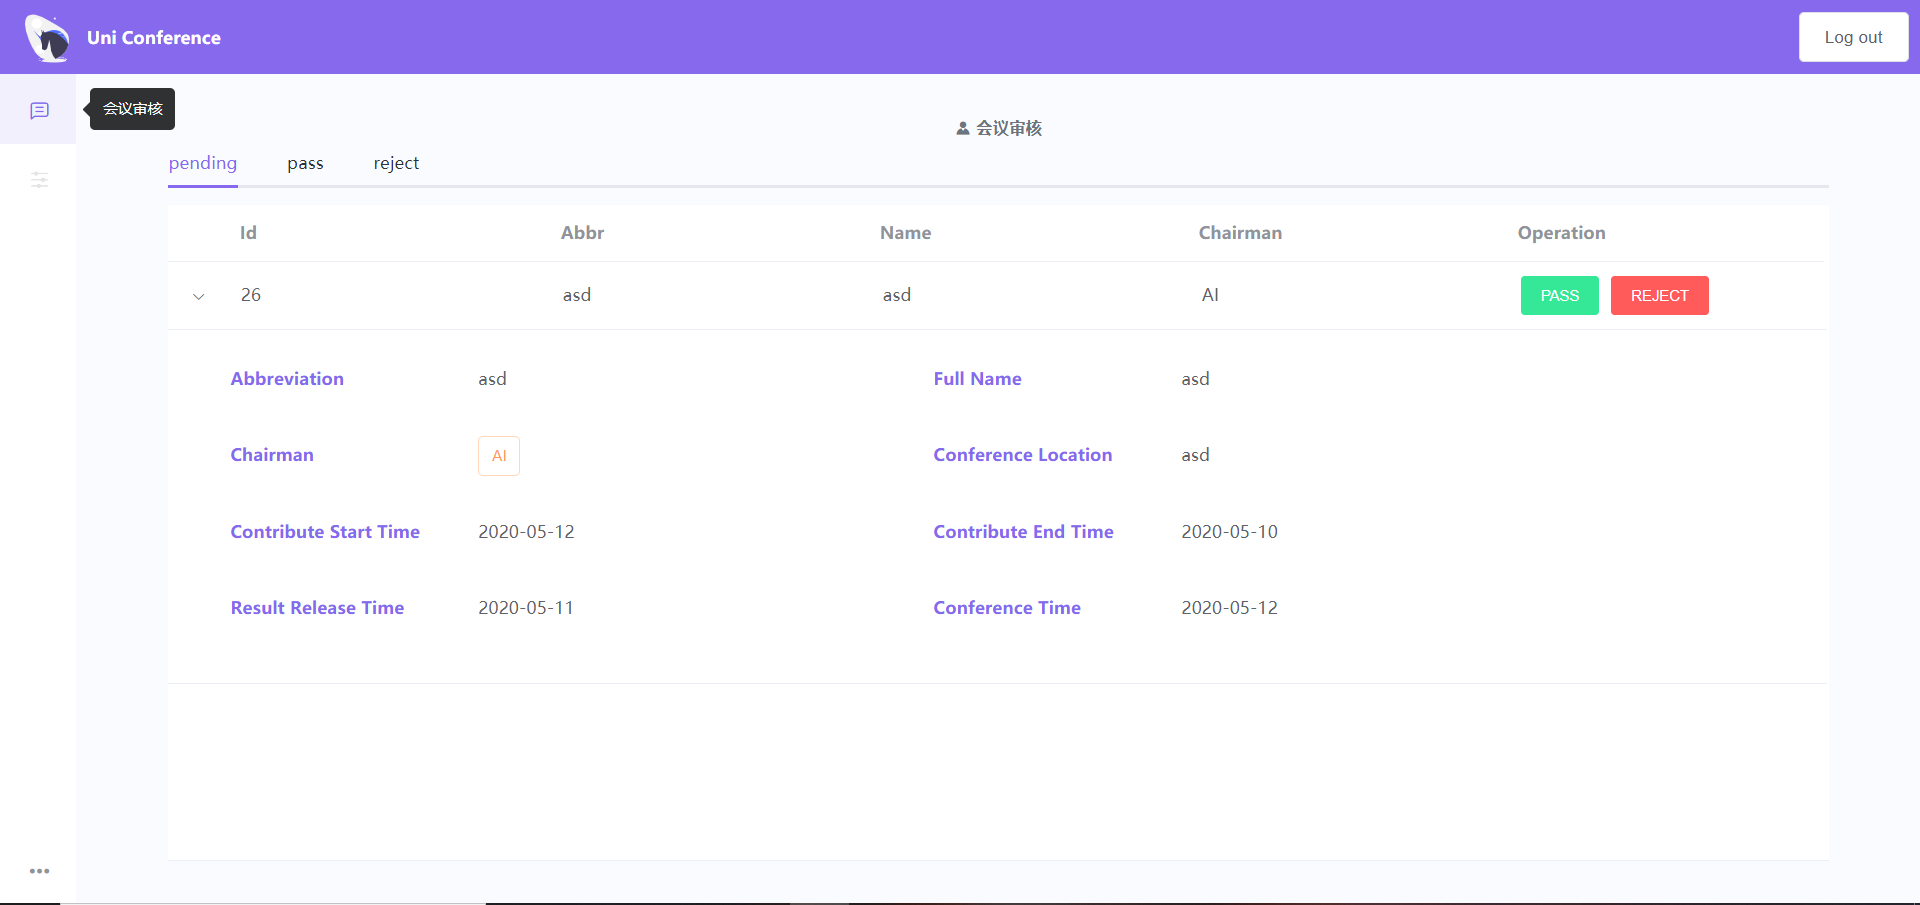 Uni Conference
Log out
会议审核
会议审核
pending pass reject
Id Abbr Name Chairman Operation
26 asd asd AI PASS REJECT
Abbreviation asd Full Name asd
Chairman AI Conference Location asd
Contribute Start Time 2020-05-12 Contribute End Time 2020-05-10
Result Release Time 2020-05-11 Conference Time 2020-05-12